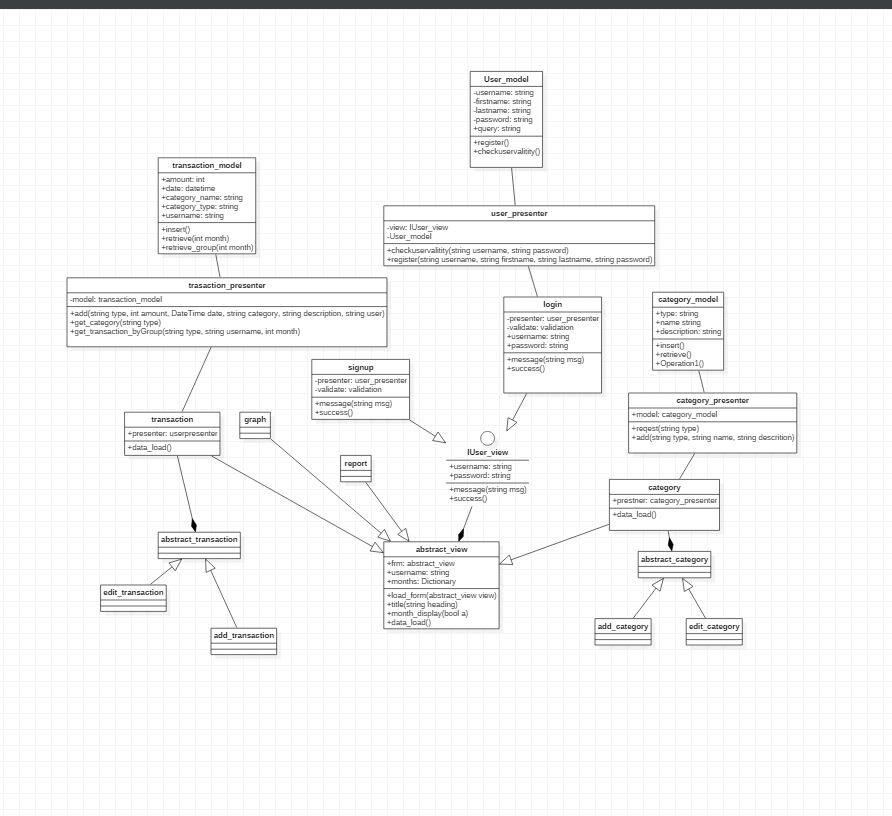 User_model
-username: string
-firstname: string
-lastname: string
-password: string
+query: string
+register()
+checkuservalitity()
transaction_model
+amount: int
+date: datetime
+category_name: string
+category_type: string
+username: string
+insert()
+retrieve(int month)
+retrieve_group(int month)
user_presenter
-view: IUser_view
-User_model
+checkuservalitity(string username, string password)
+register(string username, string firstname, string lastname, string password)
trasaction_presenter
-model: transaction_model
+add(string type, int amount, DateTime date, string category, string description, string user)
+get_category(string type)
+get_transaction_byGroup(string type, string username, int month)
login
-presenter: user_presenter
-validate: validation
+username: string
+password: string
+message(string msg)
+success()
category_model
+type: string
+name string
+description: string
+insert()
+retrieve()
+Operation1()
signup
-presenter: user_presenter
-validate: validation
+message(string msg)
+success()
category_presenter
+model: category_model
+reqest(string type)
+add(string type, string name, string descrition)
transaction
+presenter: userpresenter
+data_load()
graph
report
IUser_view
+username: string
+password: string
+message(string msg)
+success()
category
+prestner: category_presenter
+data_load()
abstract_transaction
abstract_view
+frm: abstract_view
+username: string
+months: Dictionary
+load_form(abstract_view view)
+title(string heading)
+month_display(bool a)
+data_load()
abstract_category
edit_transaction
add_transaction
add_category
edit_category